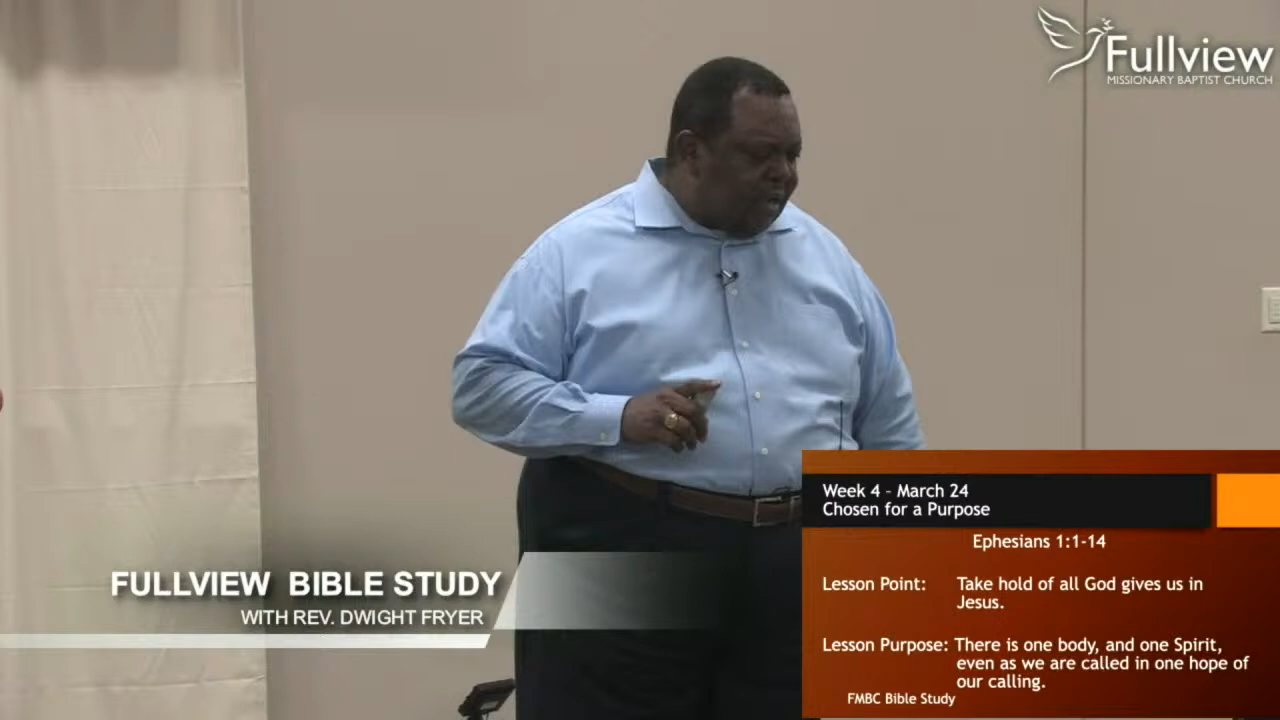 Fullview
MISSIONARY BAPTIST CHURCH
Week 4 – March 24
Chosen for a Purpose
Ephesians 1:1-14
Lesson Point: Take hold of all God gives us in
Jesus.
Lesson Purpose: There is one body, and one Spirit,
even as we are called in one hope of
our calling.
FMBC Bible Study
FULLVIEW BIBLE STUDY
WITH REV. DWIGHT FRYER